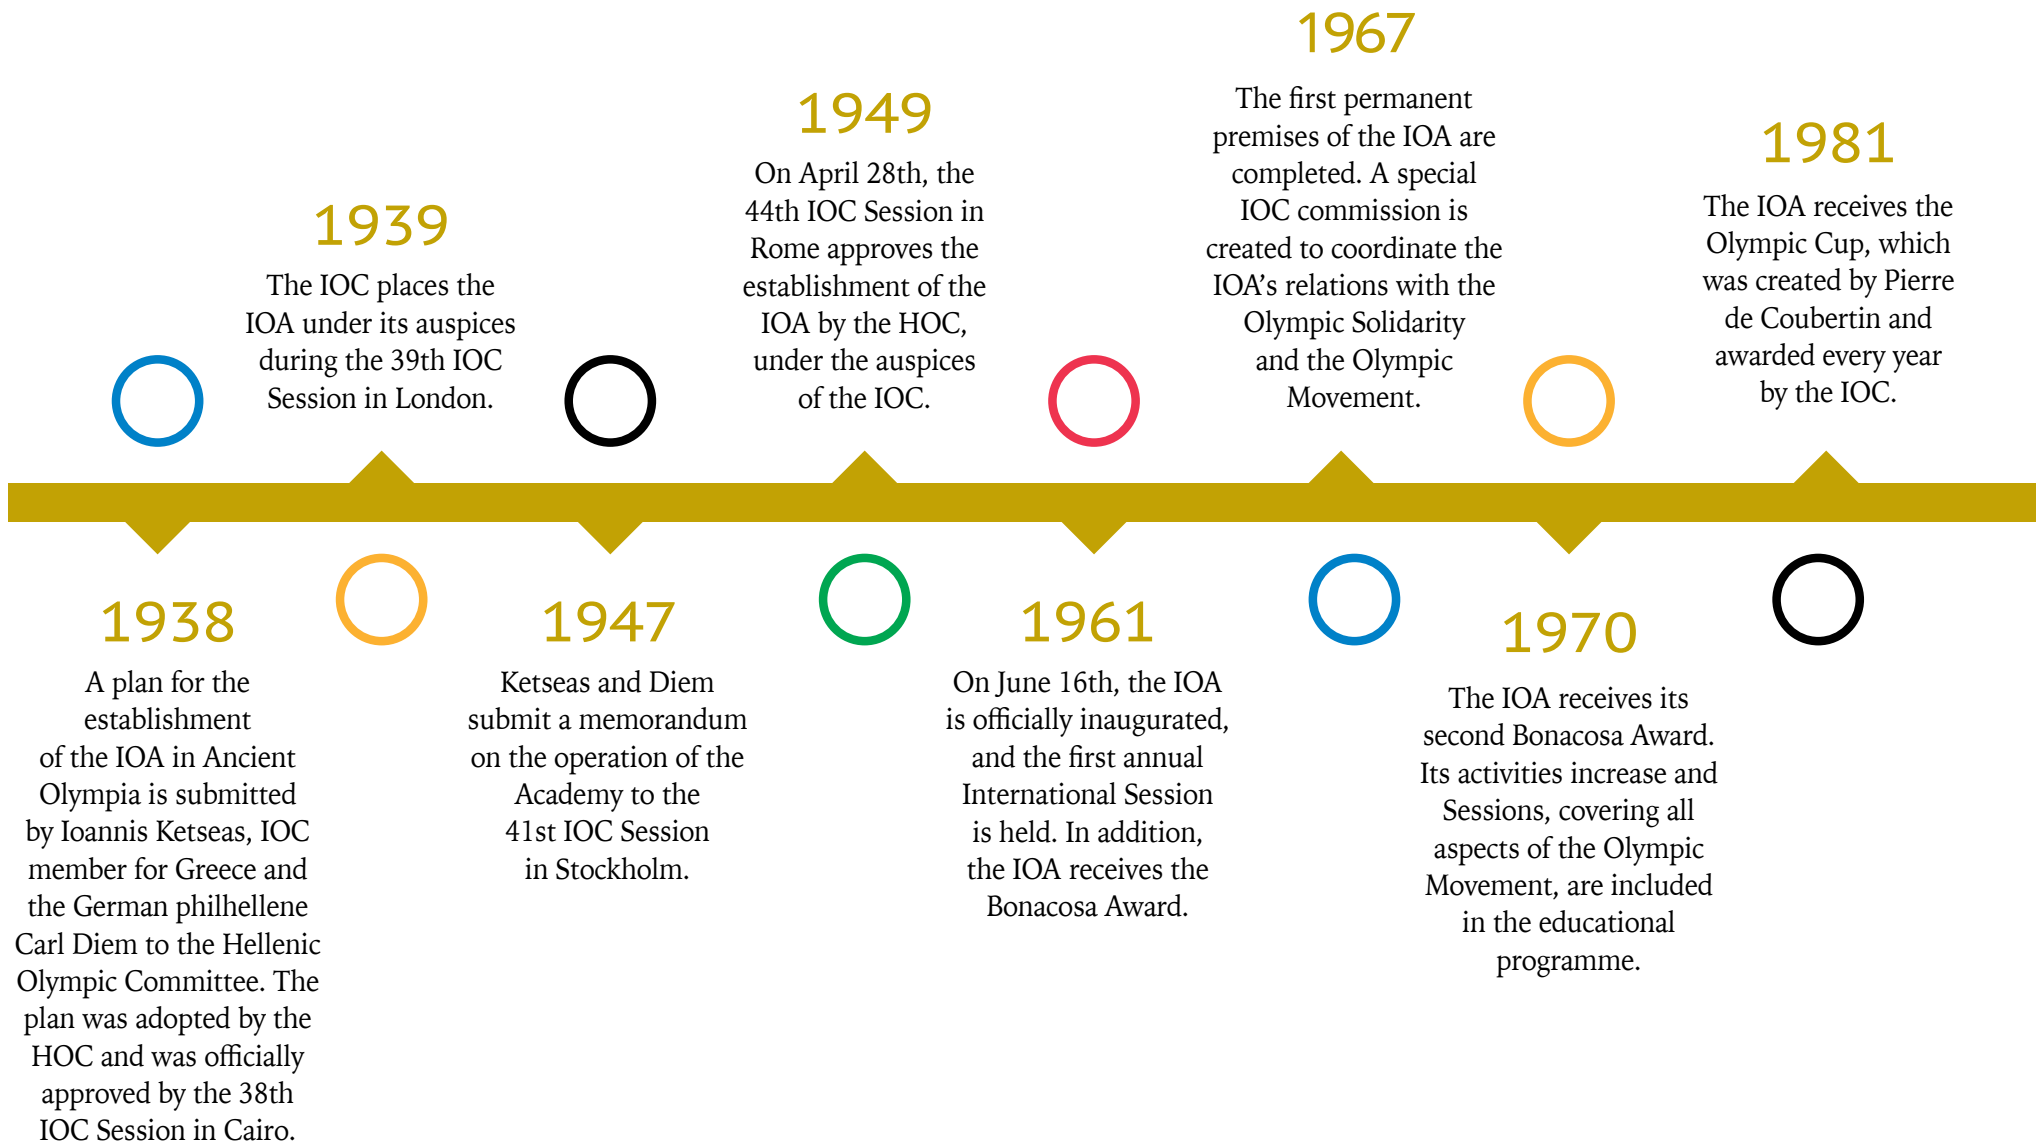 1938
A plan for the
establishment
of the IOA in Ancient
Olympia is submitted
by Ioannis Ketseas, IOC
member for Greece and
the German philhellene
Carl Diem to the Hellenic
Olympic Committee. The
plan was adopted by the
HOC and was officially
approved by the 38th
IOC Session in Cairo.
1939
The IOC places the
IOA under its auspices
during the 39th IOC
Session in London.
1947
Ketseas and Diem
submit a memorandum
on the operation of the
Academy to the
41st IOC Session
in Stockholm.
1949
On April 28th, the
44th IOC Session in
Rome approves the
establishment of the
IOA by the HOC,
under the auspices
of the IOC.
1961
On June 16th, the IOA
is officially inaugurated,
and the first annual
International Session
is held. In addition,
the IOA receives the
Bonacosa Award.
1967
The first permanent
premises of the IOA are
completed. A special
IOC commission is
created to coordinate the
IOA’s relations with the
Olympic Solidarity
and the Olympic
Movement.
1970
The IOA receives its
second Bonacosa Award.
Its activities increase and
Sessions, covering all
aspects of the Olympic
Movement, are included
in the educational
programme.
1981
The IOA receives the
Olympic Cup, which
was created by Pierre
de Coubertin and
awarded every year
by the IOC.